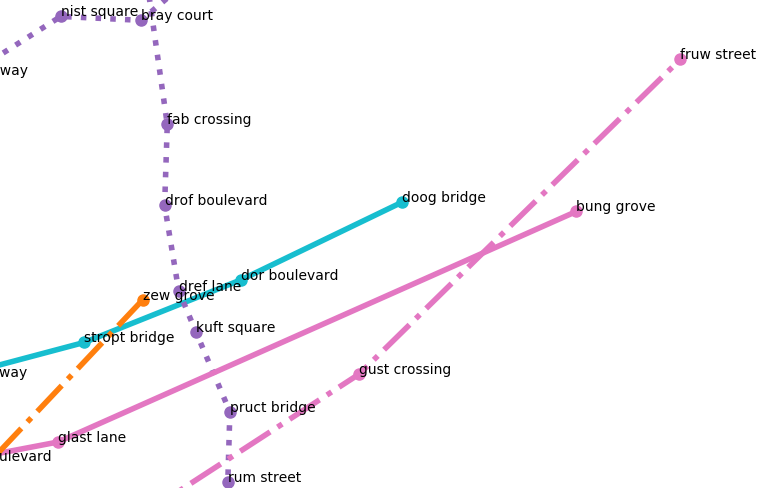 nist square
bray court
fruw street
way
fab crossing
drof boulevard
doog bridge
bung grove
dor boulevard
dref lane
zew grove
kuft square
stropt bridge
way
gust crossing
pruct bridge
glast lane
ulevard
rum street